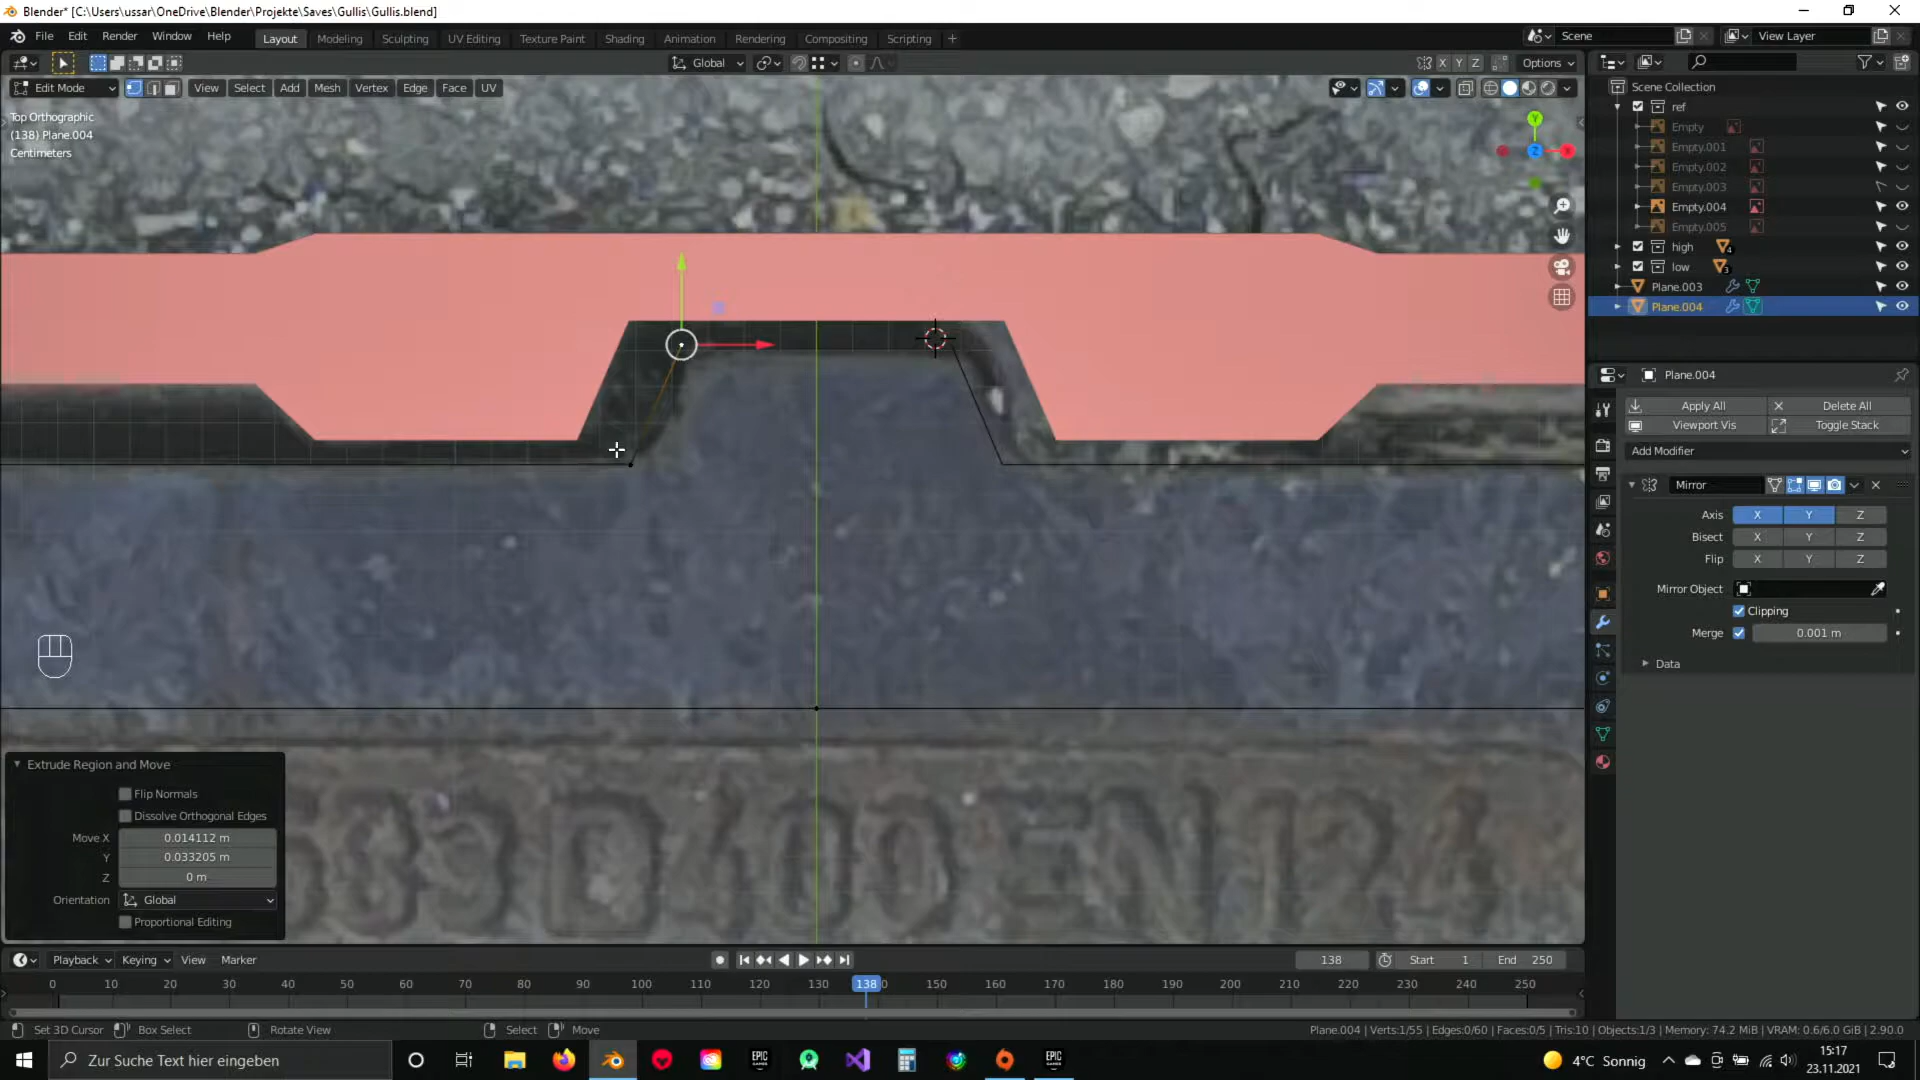 Blender* [C:\Users\ussar\OneDrive\Blender\Projekte\Saves\Gullis\Gullis.blend]
File Edit Render Window Help
Layout Modeling Sculpting UV Editing Texture Paint Shading Animation Rendering Compositing Scripting +
Scene
View Layer
Global
X Y Z
Options
Edit Mode
View Select Add Mesh Vertex Edge Face UV
Top Orthographic
(138) Plane.004
Centimeters
Y
Z
X
Scene Collection
ref
Empty
Empty.001
Empty.002
Empty.003
Empty.004
Empty.005
high 4
low 3
Plane.003
Plane.004
Plane.004
Apply All
Delete All
Viewport Vis
Toggle Stack
Add Modifier
Mirror
Axis X Y Z
Bisect X Y Z
Flip X Y Z
Mirror Object
Clipping
Merge 0.001 m
Data
Extrude Region and Move
Flip Normals
Dissolve Orthogonal Edges
Move X 0.014112 m
Y 0.033205 m
Z 0 m
Orientation Global
Proportional Editing
Playback Keying View Marker
138
Start 1
End 250
0 10 20 30 40 50 60 70 80 90 100 110 120 130 138 0 150 160 170 180 190 200 210 220 230 240 250
Set 3D Cursor Box Select Rotate View Select Move
Plane.004 | Verts:1/55 | Edges:0/60 | Faces:0/5 | Tris:10 | Objects:1/3 | Memory: 74.2 MiB | VRAM: 0.6/6.0 GiB | 2.90.0
Zur Suche Text hier eingeben
EPIC GAMES
EPIC GAMES
4°C Sonnig
15:17
23.11.2021